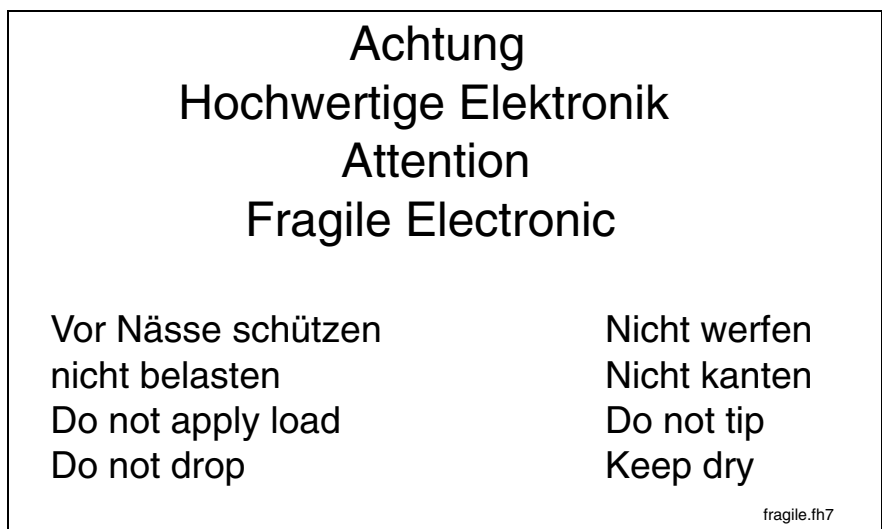 Achtung
Hochwertige Elektronik
Attention
Fragile Electronic
Vor Nässe schützen
nicht belasten
Do not apply load
Do not drop
Nicht werfen
Nicht kanten
Do not tip
Keep dry
fragile.fh7